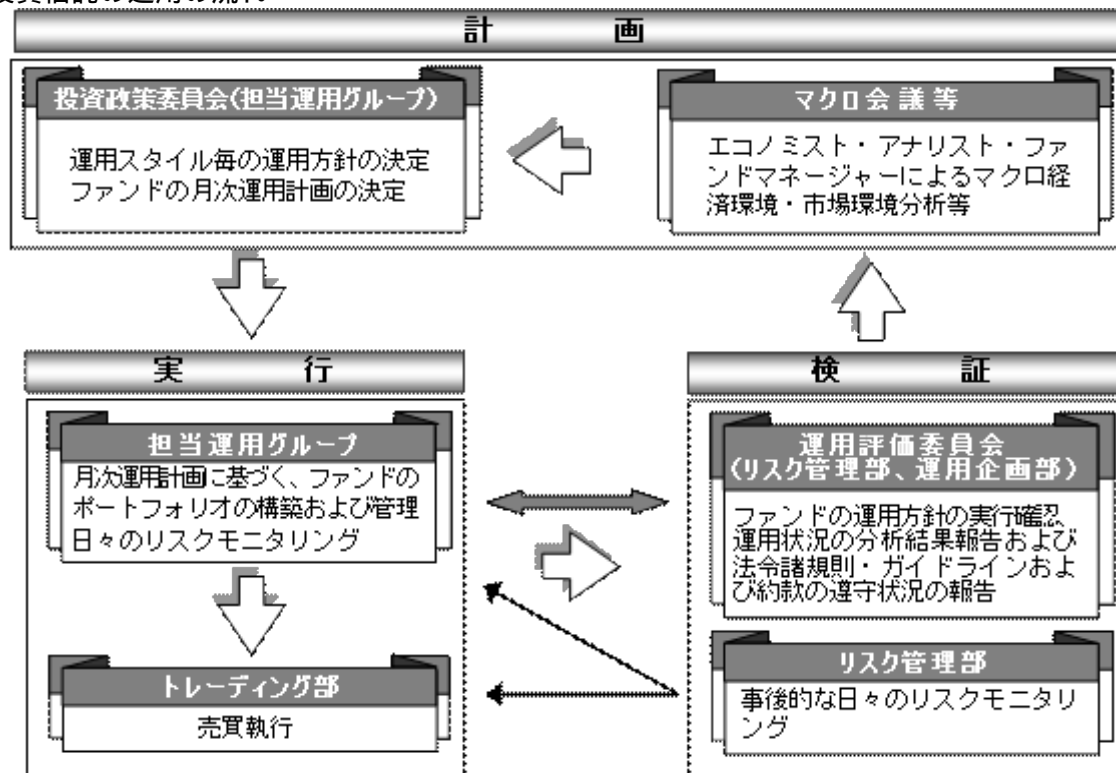 計 画
投資政策委員会(担当運用グループ)
運用スタイル毎の運用方針の決定
ファンドの月次運用計画の決定
マクロ会議等
エコノミスト・アナリスト・ファ
ンドマネージャーによるマクロ経
済環境・市場環境分析等
実 行
担当運用グループ
月次運用計画に基づく、ファンドの
ポートフォリオの構築および管理
日々のリスクモニタリング
トレーディング部
売買執行
検 証
運用評価委員会
(リスク管理部、運用企画部)
ファンドの運用方針の実行確認、
運用状況の分析結果報告および
法令諸規則・ガイドラインおよ
び約款の遵守状況の報告
リスク管理部
事後的な日々のリスクモニタリ
ング